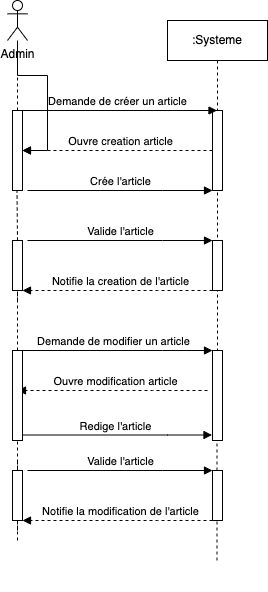 Admin
:Systeme
Demande de créer un article
Ouvre creation article
Crée l'article
Valide l'article
Notifie la creation de l'article
Demande de modifier un article
Ouvre modification article
Redige l'article
Valide l'article
Notifie la modification de l'article